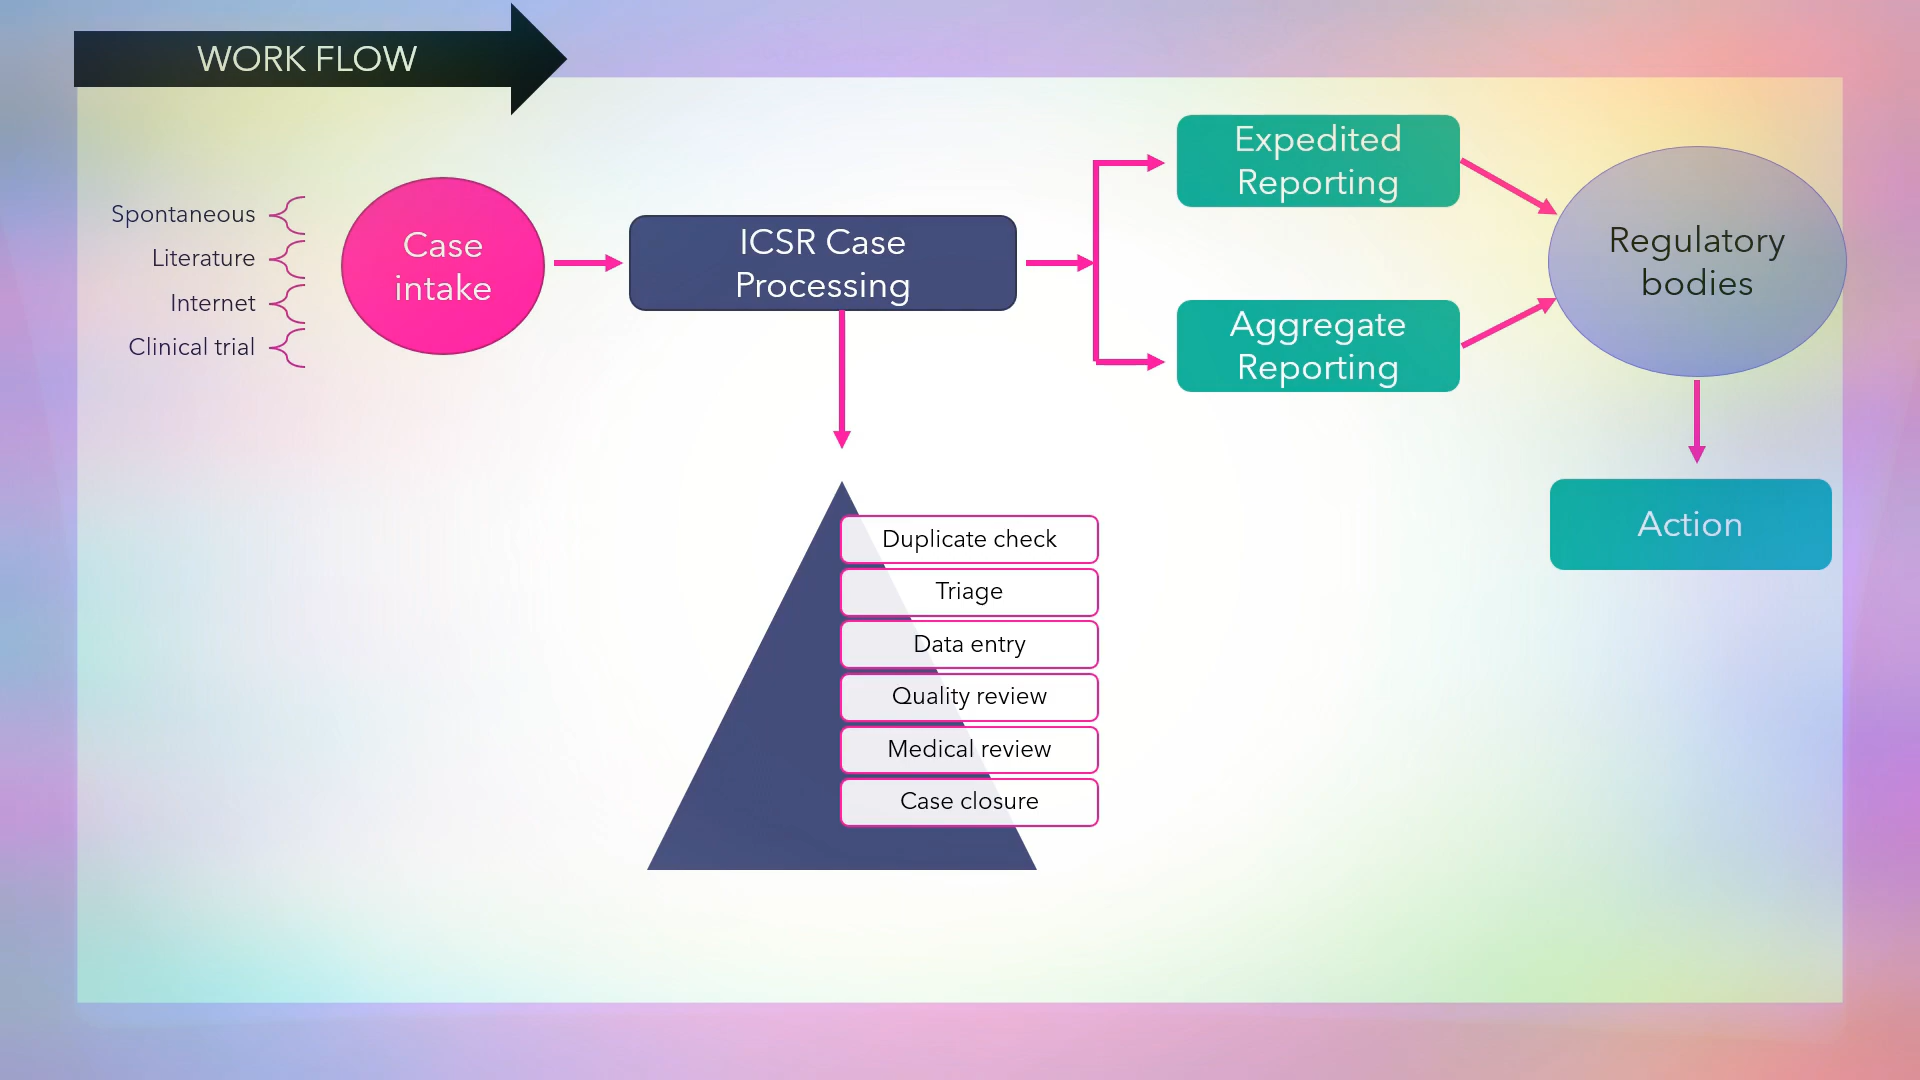 WORK FLOW
Spontaneous
Literature
Internet
Clinical trial
Case
intake
ICSR Case
Processing
Expedited
Reporting
Aggregate
Reporting
Regulatory
bodies
Action
Duplicate check
Triage
Data entry
Quality review
Medical review
Case closure